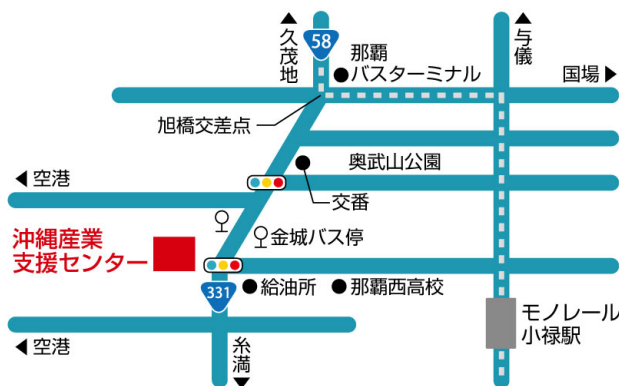 久茂地
58
那覇
バスターミナル
与儀
国場
旭橋交差点
奥武山公園
空港
交番
金城バス停
沖縄産業
支援センター
331
給油所
那覇西高校
モノレール
小禄駅
空港
糸満